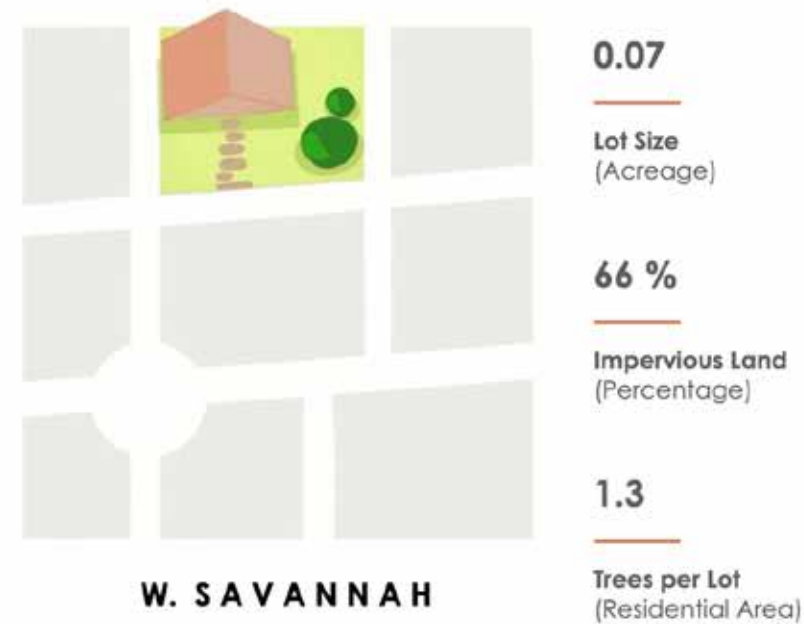 0.07
Lot Size
(Acreage)
66 %
Impervious Land
(Percentage)
1.3
Trees per Lot
(Residential Area)
W. SAVANNAH